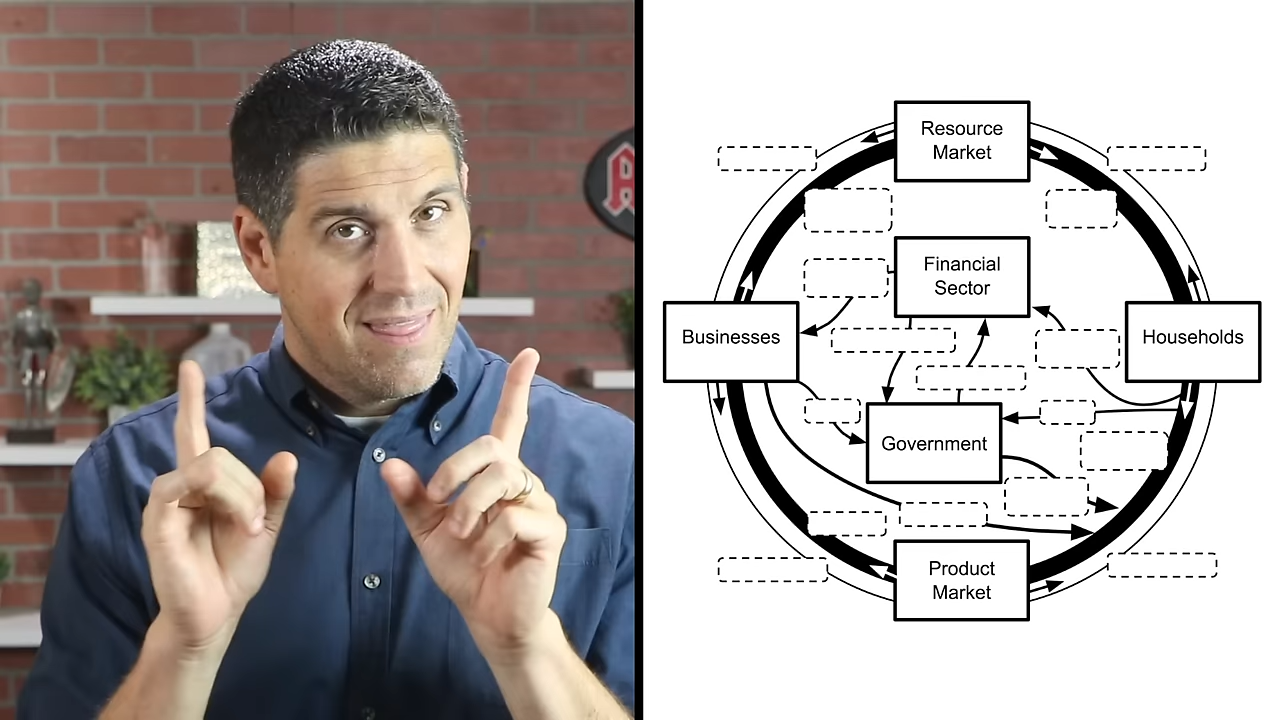 Resource
Market
Financial
Sector
Businesses
Households
Government
Product
Market
A